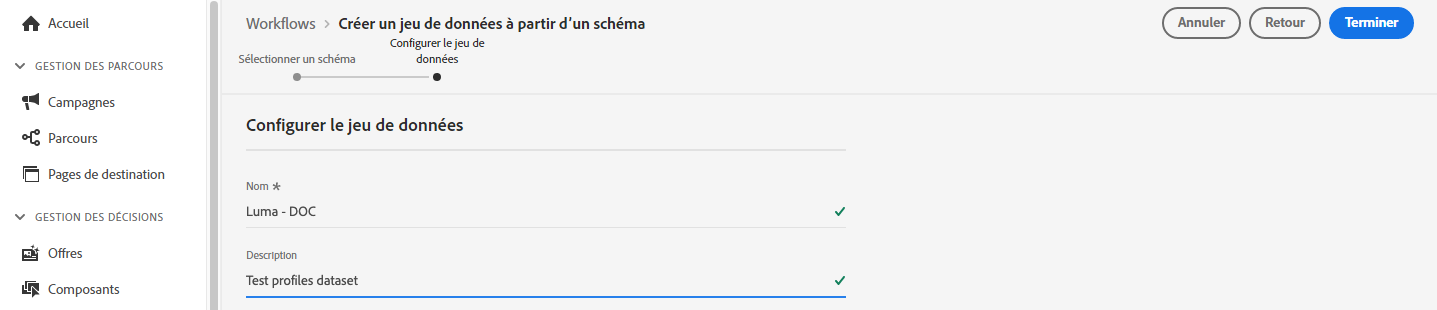 Accueil
GESTION DES PARCOURS
Campagnes
Parcours
Pages de destination
GESTION DES DÉCISIONS
Offres
Composants
Workflows > Créer un jeu de données à partir d'un schéma
Annuler
Retour
Terminer
Sélectionner un schéma
Configurer le jeu de
données
Configurer le jeu de données
Nom *
Luma - DOC
Description
Test profiles dataset